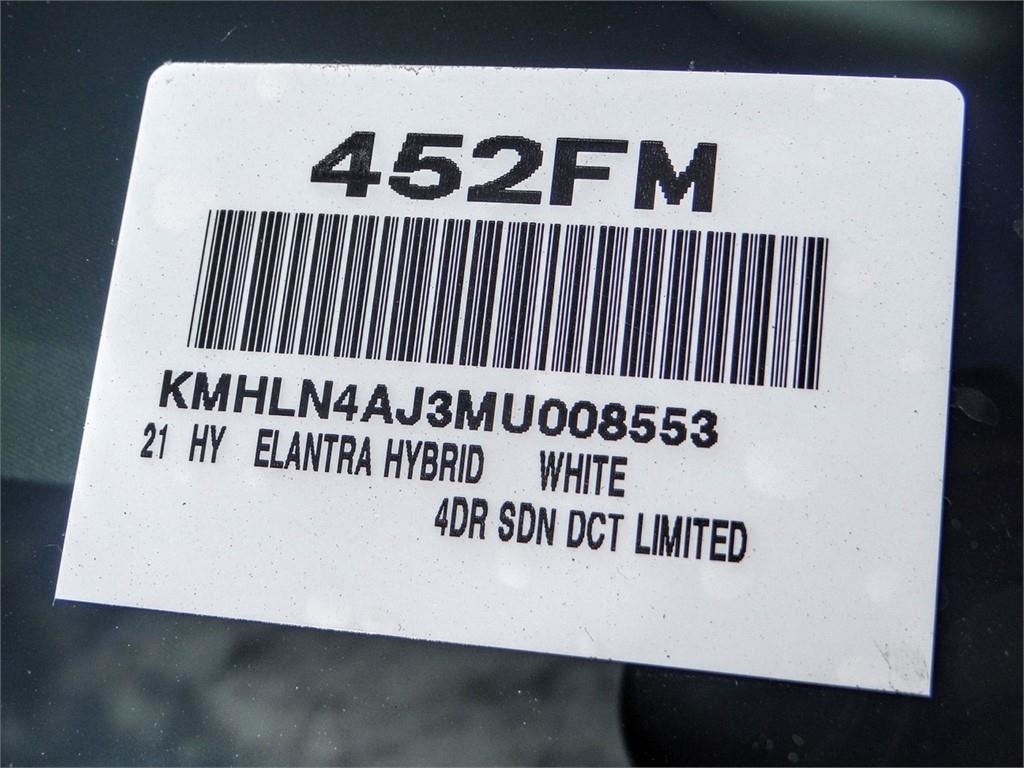 452FM
KMHLN4AJ3MU008553
21 HY ELANTRA HYBRID WHITE
4DR SDN DCT LIMITED